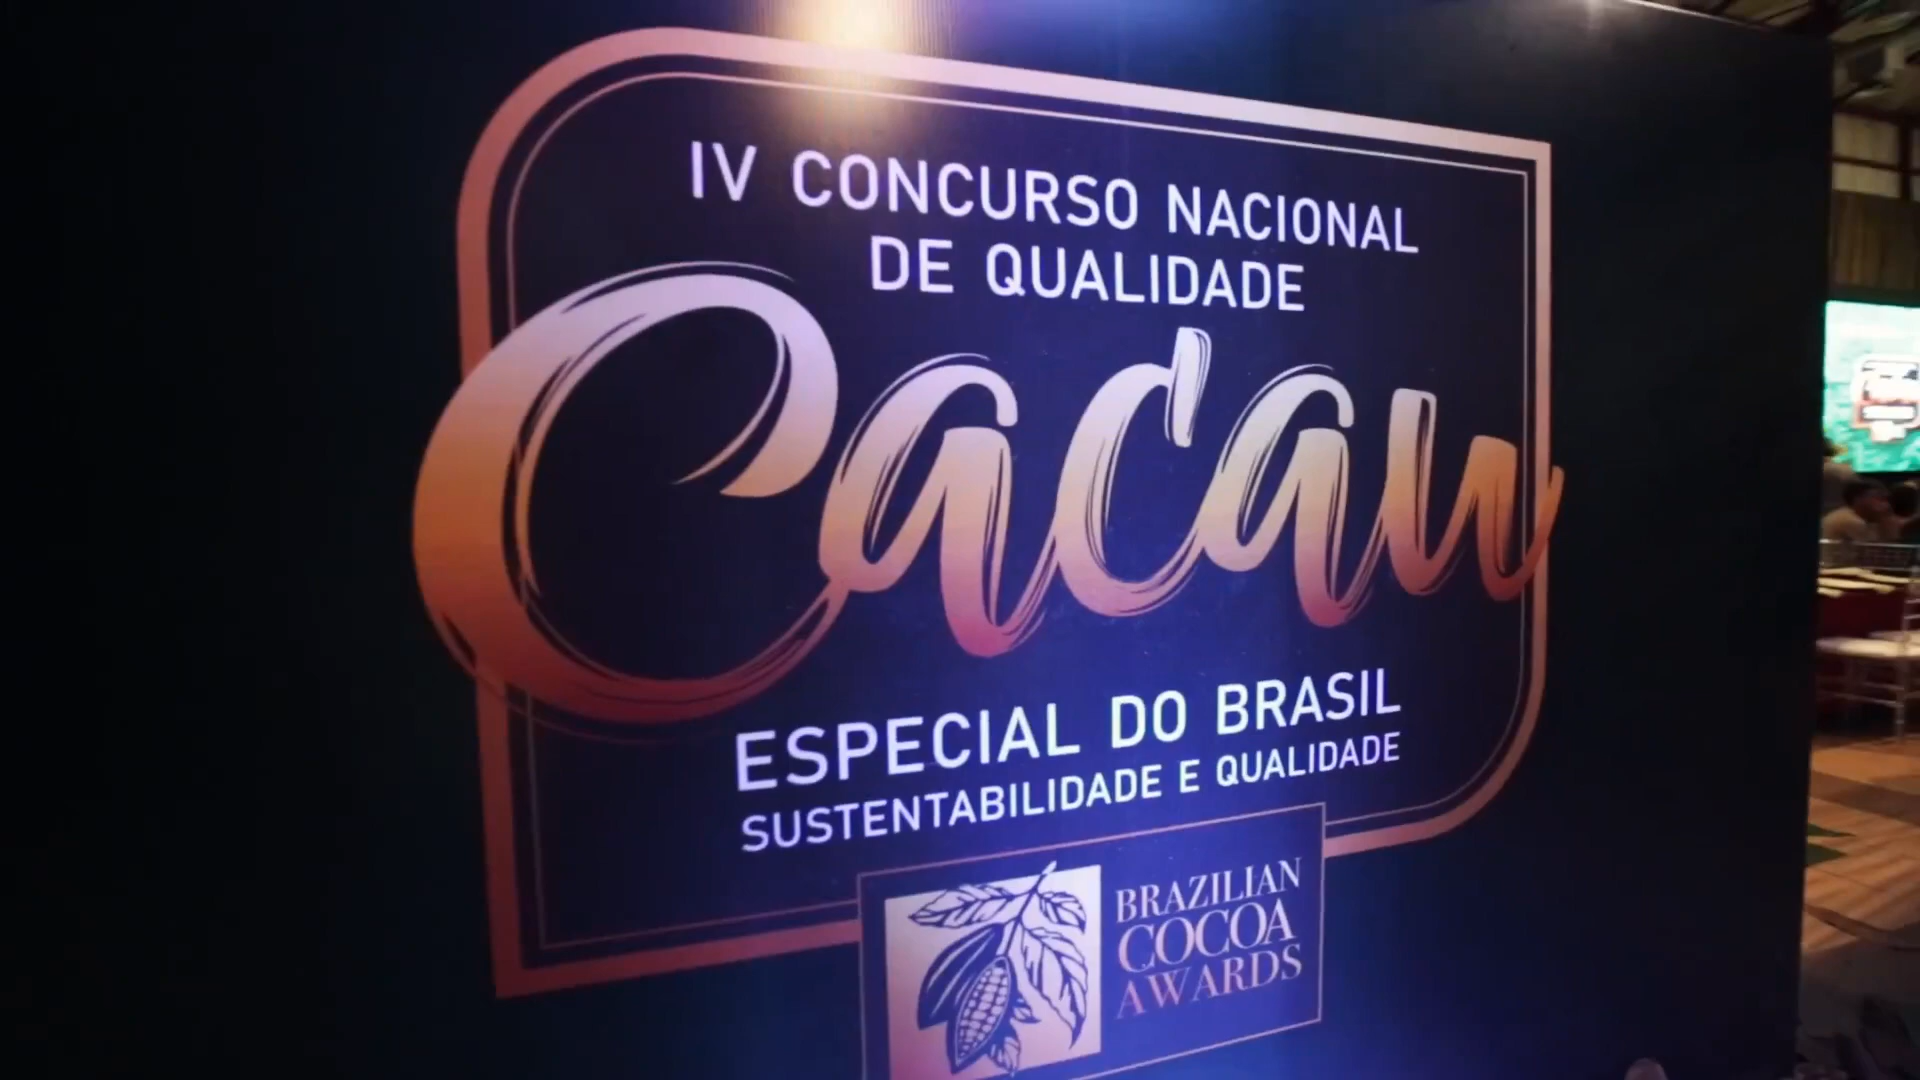 IV CONCURSO NACIONAL
DE QUALIDADE
Cacau
ESPECIAL DO BRASIL
SUSTENTABILIDADE E QUALIDADE
BRAZILIAN
COCOA
AWARDS